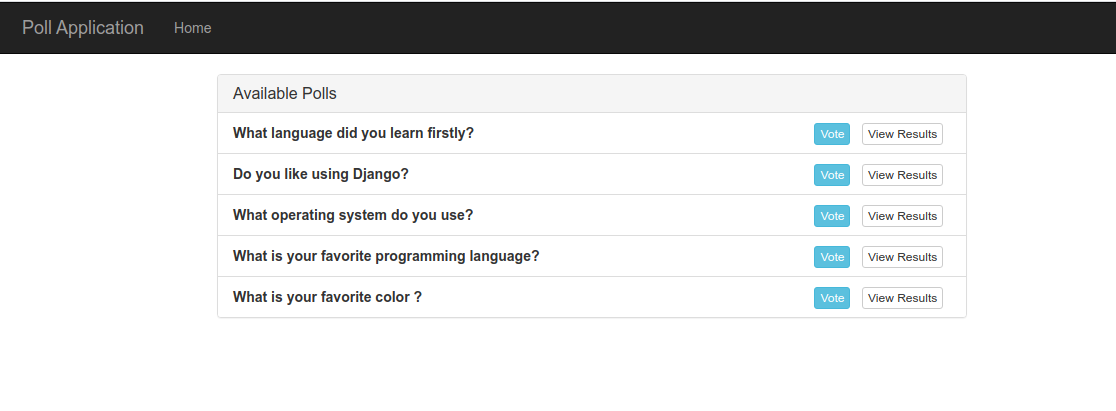 Poll Application Home
Available Polls
What language did you learn firstly? Vote View Results
Do you like using Django? Vote View Results
What operating system do you use? Vote View Results
What is your favorite programming language? Vote View Results
What is your favorite color ? Vote View Results